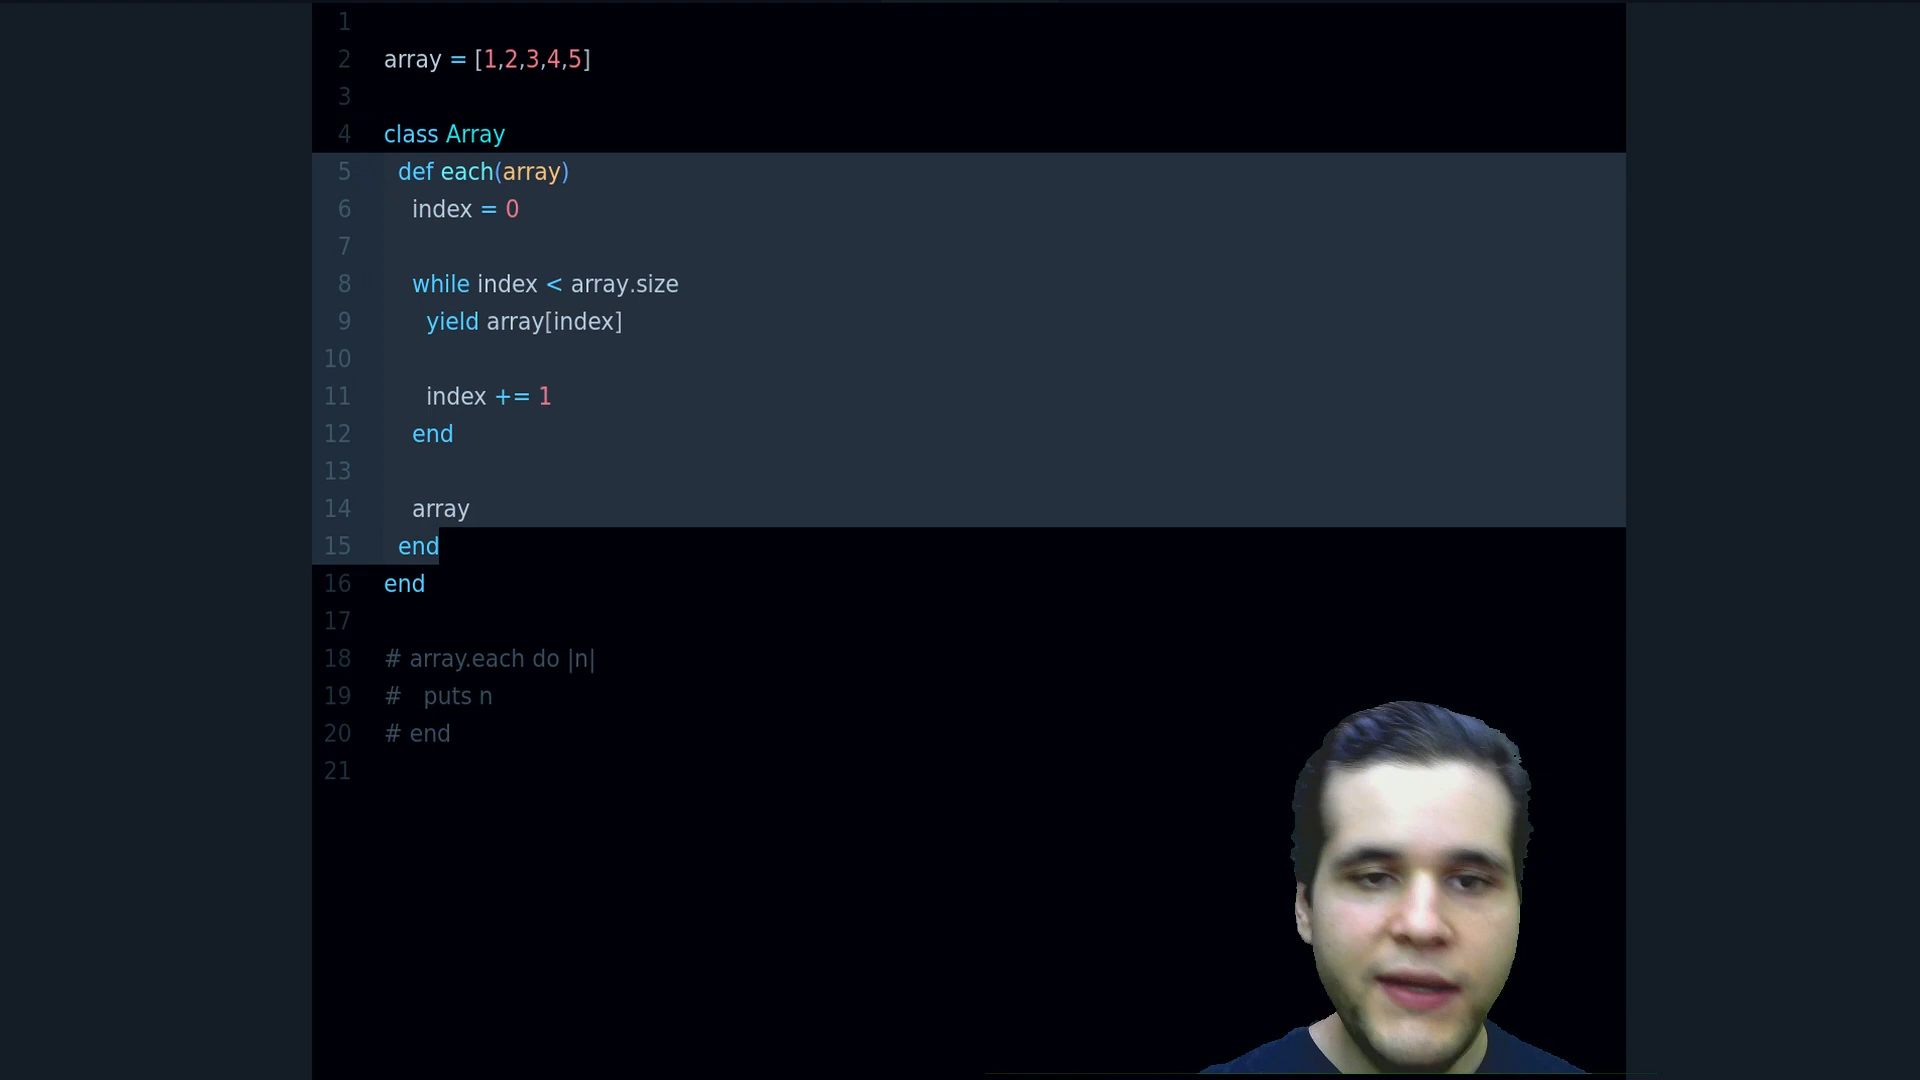 1
2 array = [1,2,3,4,5]
3
4 class Array
5 def each(array)
6 index = 0
7
8 while index < array.size
9 yield array[index]
10
11 index += 1
12 end
13
14 array
15 end
16 end
17
18 # array.each do |n|
19 # puts n
20 # end
21